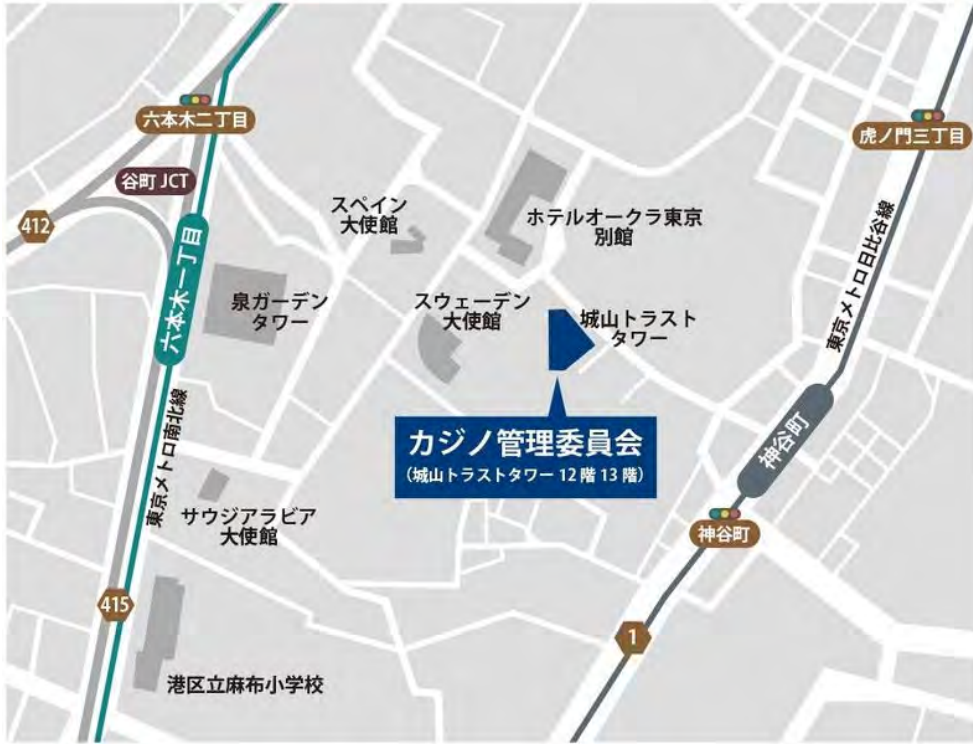 六本木二丁目
虎ノ門三丁目
谷町 JCT
412
スペイン
大使館
ホテルオークラ東京
別館
六本木一丁目
泉ガーデン
タワー
スウェーデン
大使館
城山トラスト
タワー
東京メトロ日比谷線
カジノ管理委員会
（城山トラストタワー 12 階 13 階）
神谷町
東京メトロ南北線
サウジアラビア
大使館
神谷町
415
1
港区立麻布小学校